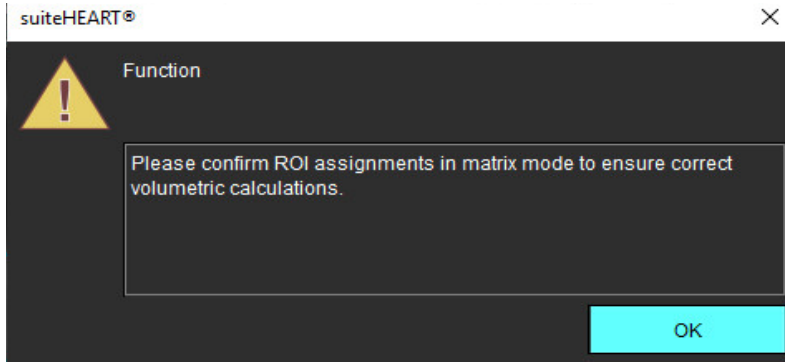 suiteHEART®
Function
Please confirm ROI assignments in matrix mode to ensure correct
volumetric calculations.
OK